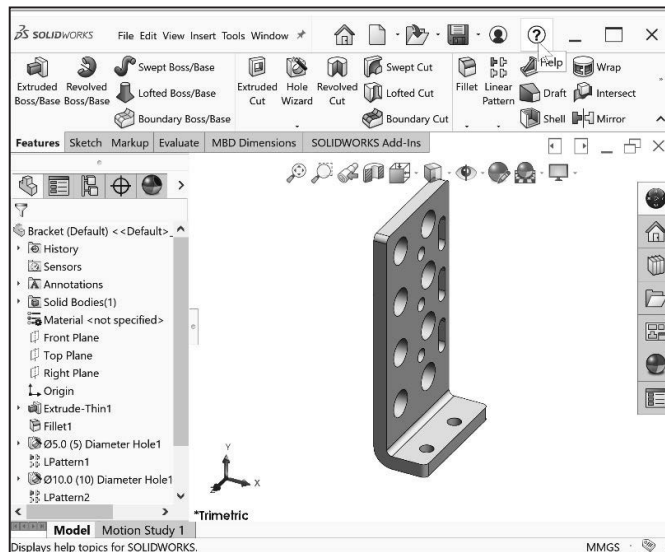 SOLIDWORKS File Edit View Insert Tools Window
Help
Extruded Boss/Base
Revolved Boss/Base
Swept Boss/Base
Lofted Boss/Base
Boundary Boss/Base
Extruded Cut
Hole Wizard
Revolved Cut
Swept Cut
Lofted Cut
Boundary Cut
Fillet
Linear Pattern
Draft
Shell
Wrap
Intersect
Mirror
Features Sketch Markup Evaluate MBD Dimensions SOLIDWORKS Add-Ins
Bracket (Default) <<Default>_
History
Sensors
Annotations
Solid Bodies(1)
Material <not specified>
Front Plane
Top Plane
Right Plane
Origin
Extrude-Thin1
Fillet1
Ø5.0 (5) Diameter Hole1
LPattern1
Ø10.0 (10) Diameter Hole1
LPattern2
Y
X
*Trimetric
Model Motion Study 1
Displays help topics for SOLIDWORKS. MMGS